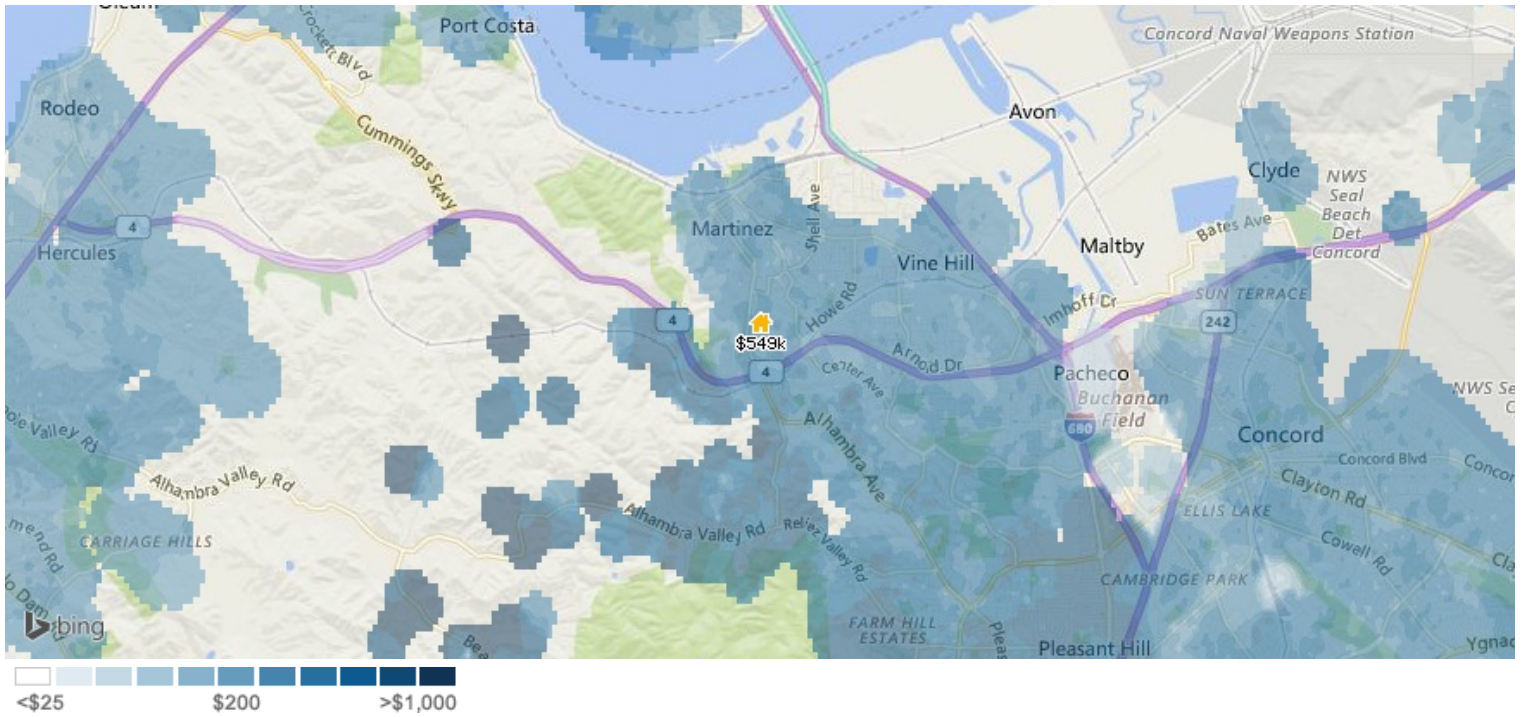 Port Costa
Crockett Blvd
Concord Naval Weapons Station
Rodeo
Avon
Cummings Skwy
Clyde
NWS
Seal
Beach
Det
Concord
4
Martinez
Shell Ave
Bates Ave
Hercules
Vine Hill
Maltby
Howe Rd
Imhoff Dr
SUN TERRACE
4
242
$549k
Arnold Dr
4
Center Ave
Pacheco
Buchanan
Field
680
Alhambra Ave
Concord
Valley Rd
Concord Blvd
Alhambra Valley Rd
Clayton Rd
Alhambra Valley Rd
Reliez Valley Rd
ELLIS LAKE
CARRIAGE HILLS
Cowell Rd
CAMBRIDGE PARK
bing
FARM HILL
ESTATES
Pleasant Hill
<$25
$200
>$1,000